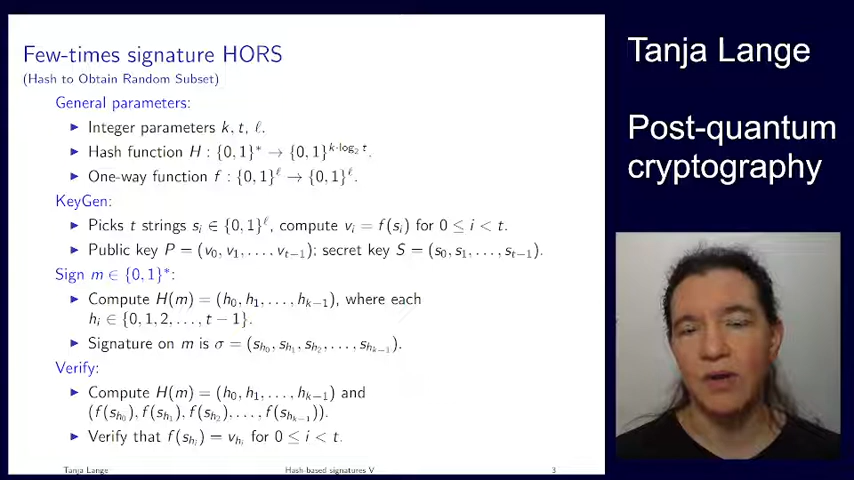 Few-times signature HORS
(Hash to Obtain Random Subset)
General parameters:
▶ Integer parameters k, t, ℓ.
▶ Hash function H : {0, 1}* → {0, 1}^{k·log₂ t}.
▶ One-way function f : {0, 1}^ℓ → {0, 1}^ℓ.
KeyGen:
▶ Picks t strings s_i ∈ {0, 1}^ℓ, compute v_i = f(s_i) for 0 ≤ i < t.
▶ Public key P = (v_0, v_1, . . . , v_{t−1}); secret key S = (s_0, s_1, . . . , s_{t−1}).
Sign m ∈ {0, 1}*:
▶ Compute H(m) = (h_0, h_1, . . . , h_{k−1}), where each
h_i ∈ {0, 1, 2, . . . , t − 1}.
▶ Signature on m is σ = (s_{h_0}, s_{h_1}, s_{h_2}, . . . , s_{h_{k−1}}).
Verify:
▶ Compute H(m) = (h_0, h_1, . . . , h_{k−1}) and
(f(s_{h_0}), f(s_{h_1}), f(s_{h_2}), . . . , f(s_{h_{k−1}})).
▶ Verify that f(s_{h_i}) = v_{h_i} for 0 ≤ i < t.
Tanja Lange
Hash-based signatures V
3
Tanja Lange
Post-quantum
cryptography